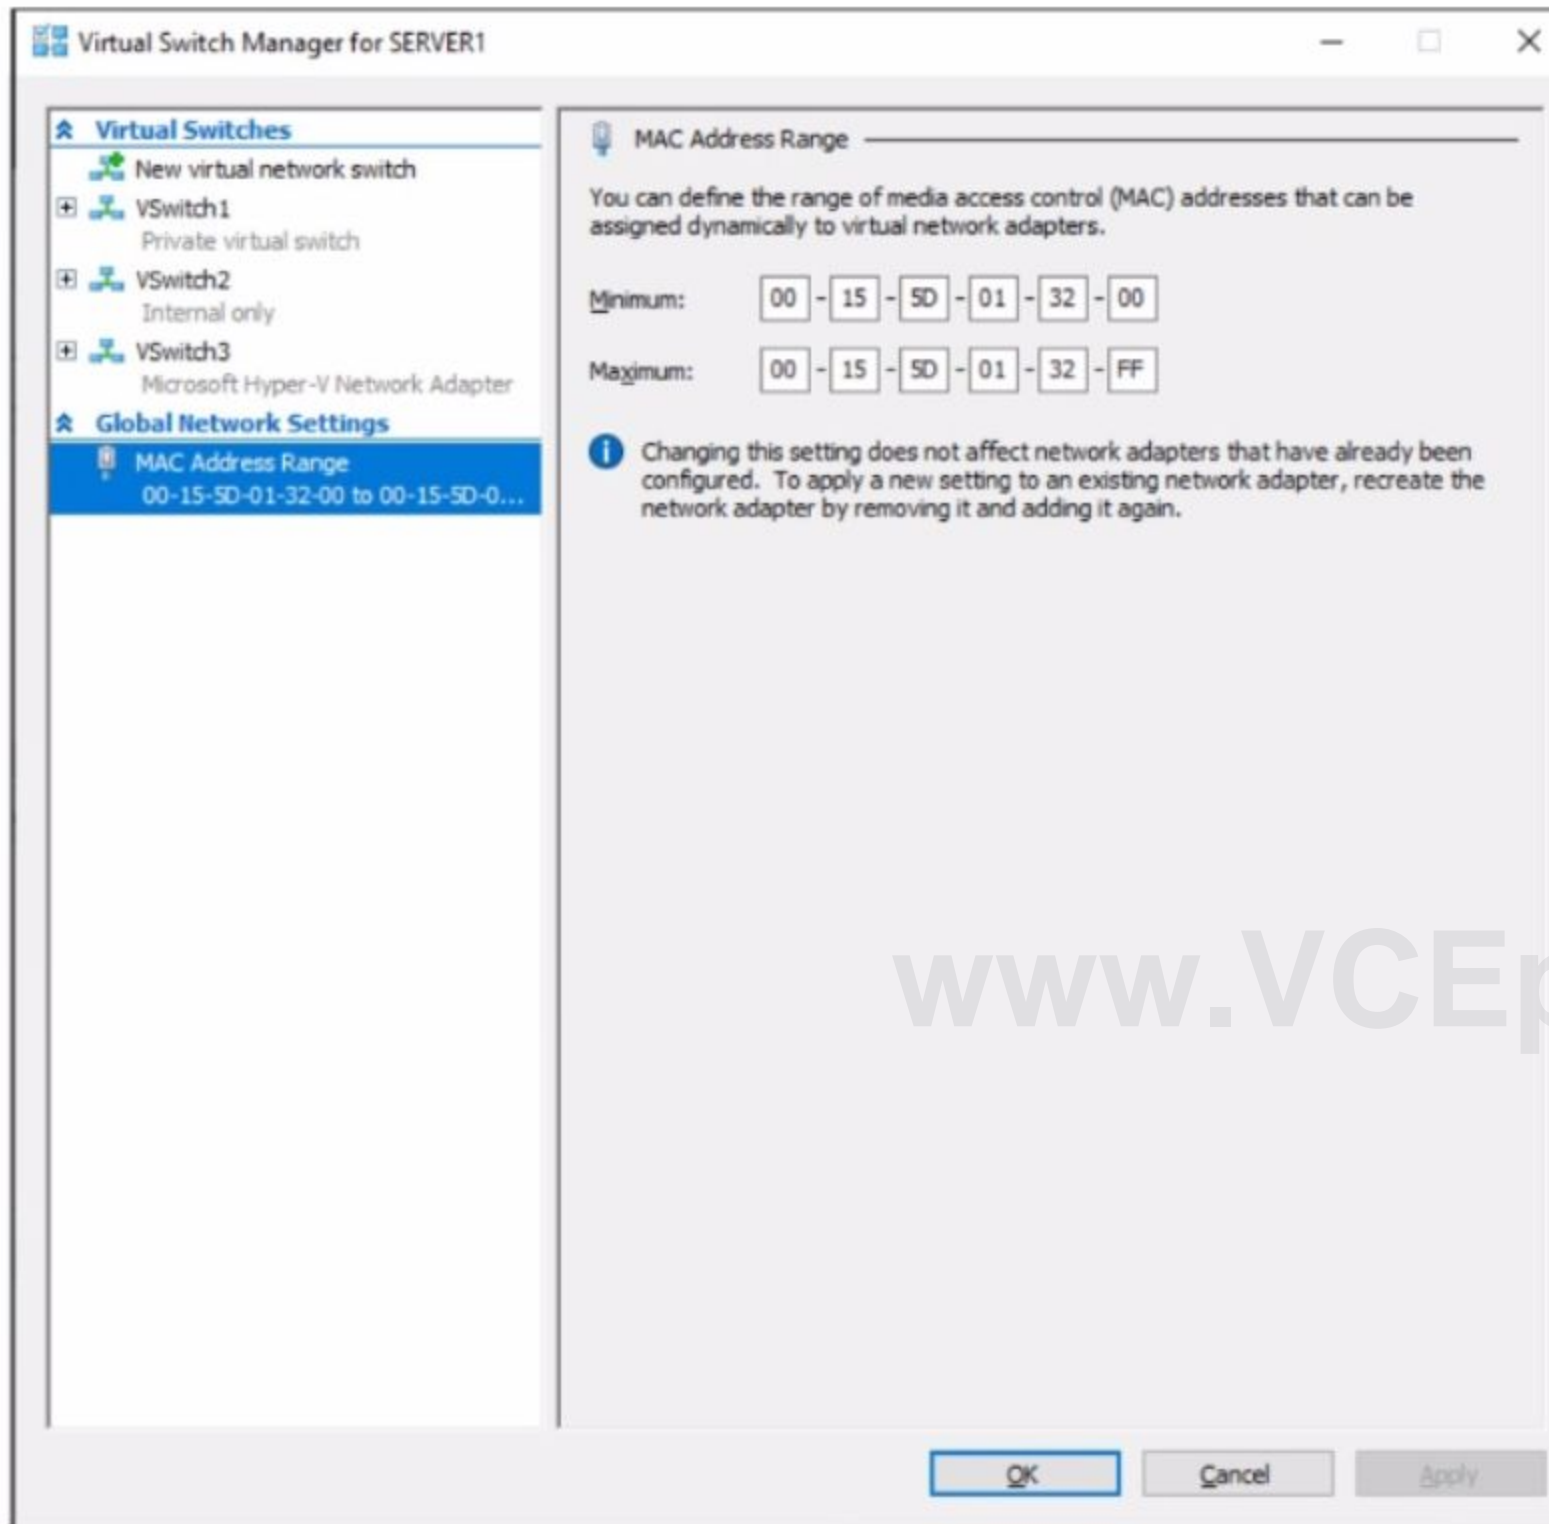 Virtual Switch Manager for SERVER1
Virtual Switches
New virtual network switch
VSwitch1
Private virtual switch
VSwitch2
Internal only
VSwitch3
Microsoft Hyper-V Network Adapter
Global Network Settings
MAC Address Range
00-15-5D-01-32-00 to 00-15-5D-0...
MAC Address Range
You can define the range of media access control (MAC) addresses that can be
assigned dynamically to virtual network adapters.
Minimum: 00 - 15 - 5D - 01 - 32 - 00
Maximum: 00 - 15 - 5D - 01 - 32 - FF
Changing this setting does not affect network adapters that have already been
configured. To apply a new setting to an existing network adapter, recreate the
network adapter by removing it and adding it again.
www.VCEp
OK Cancel Apply